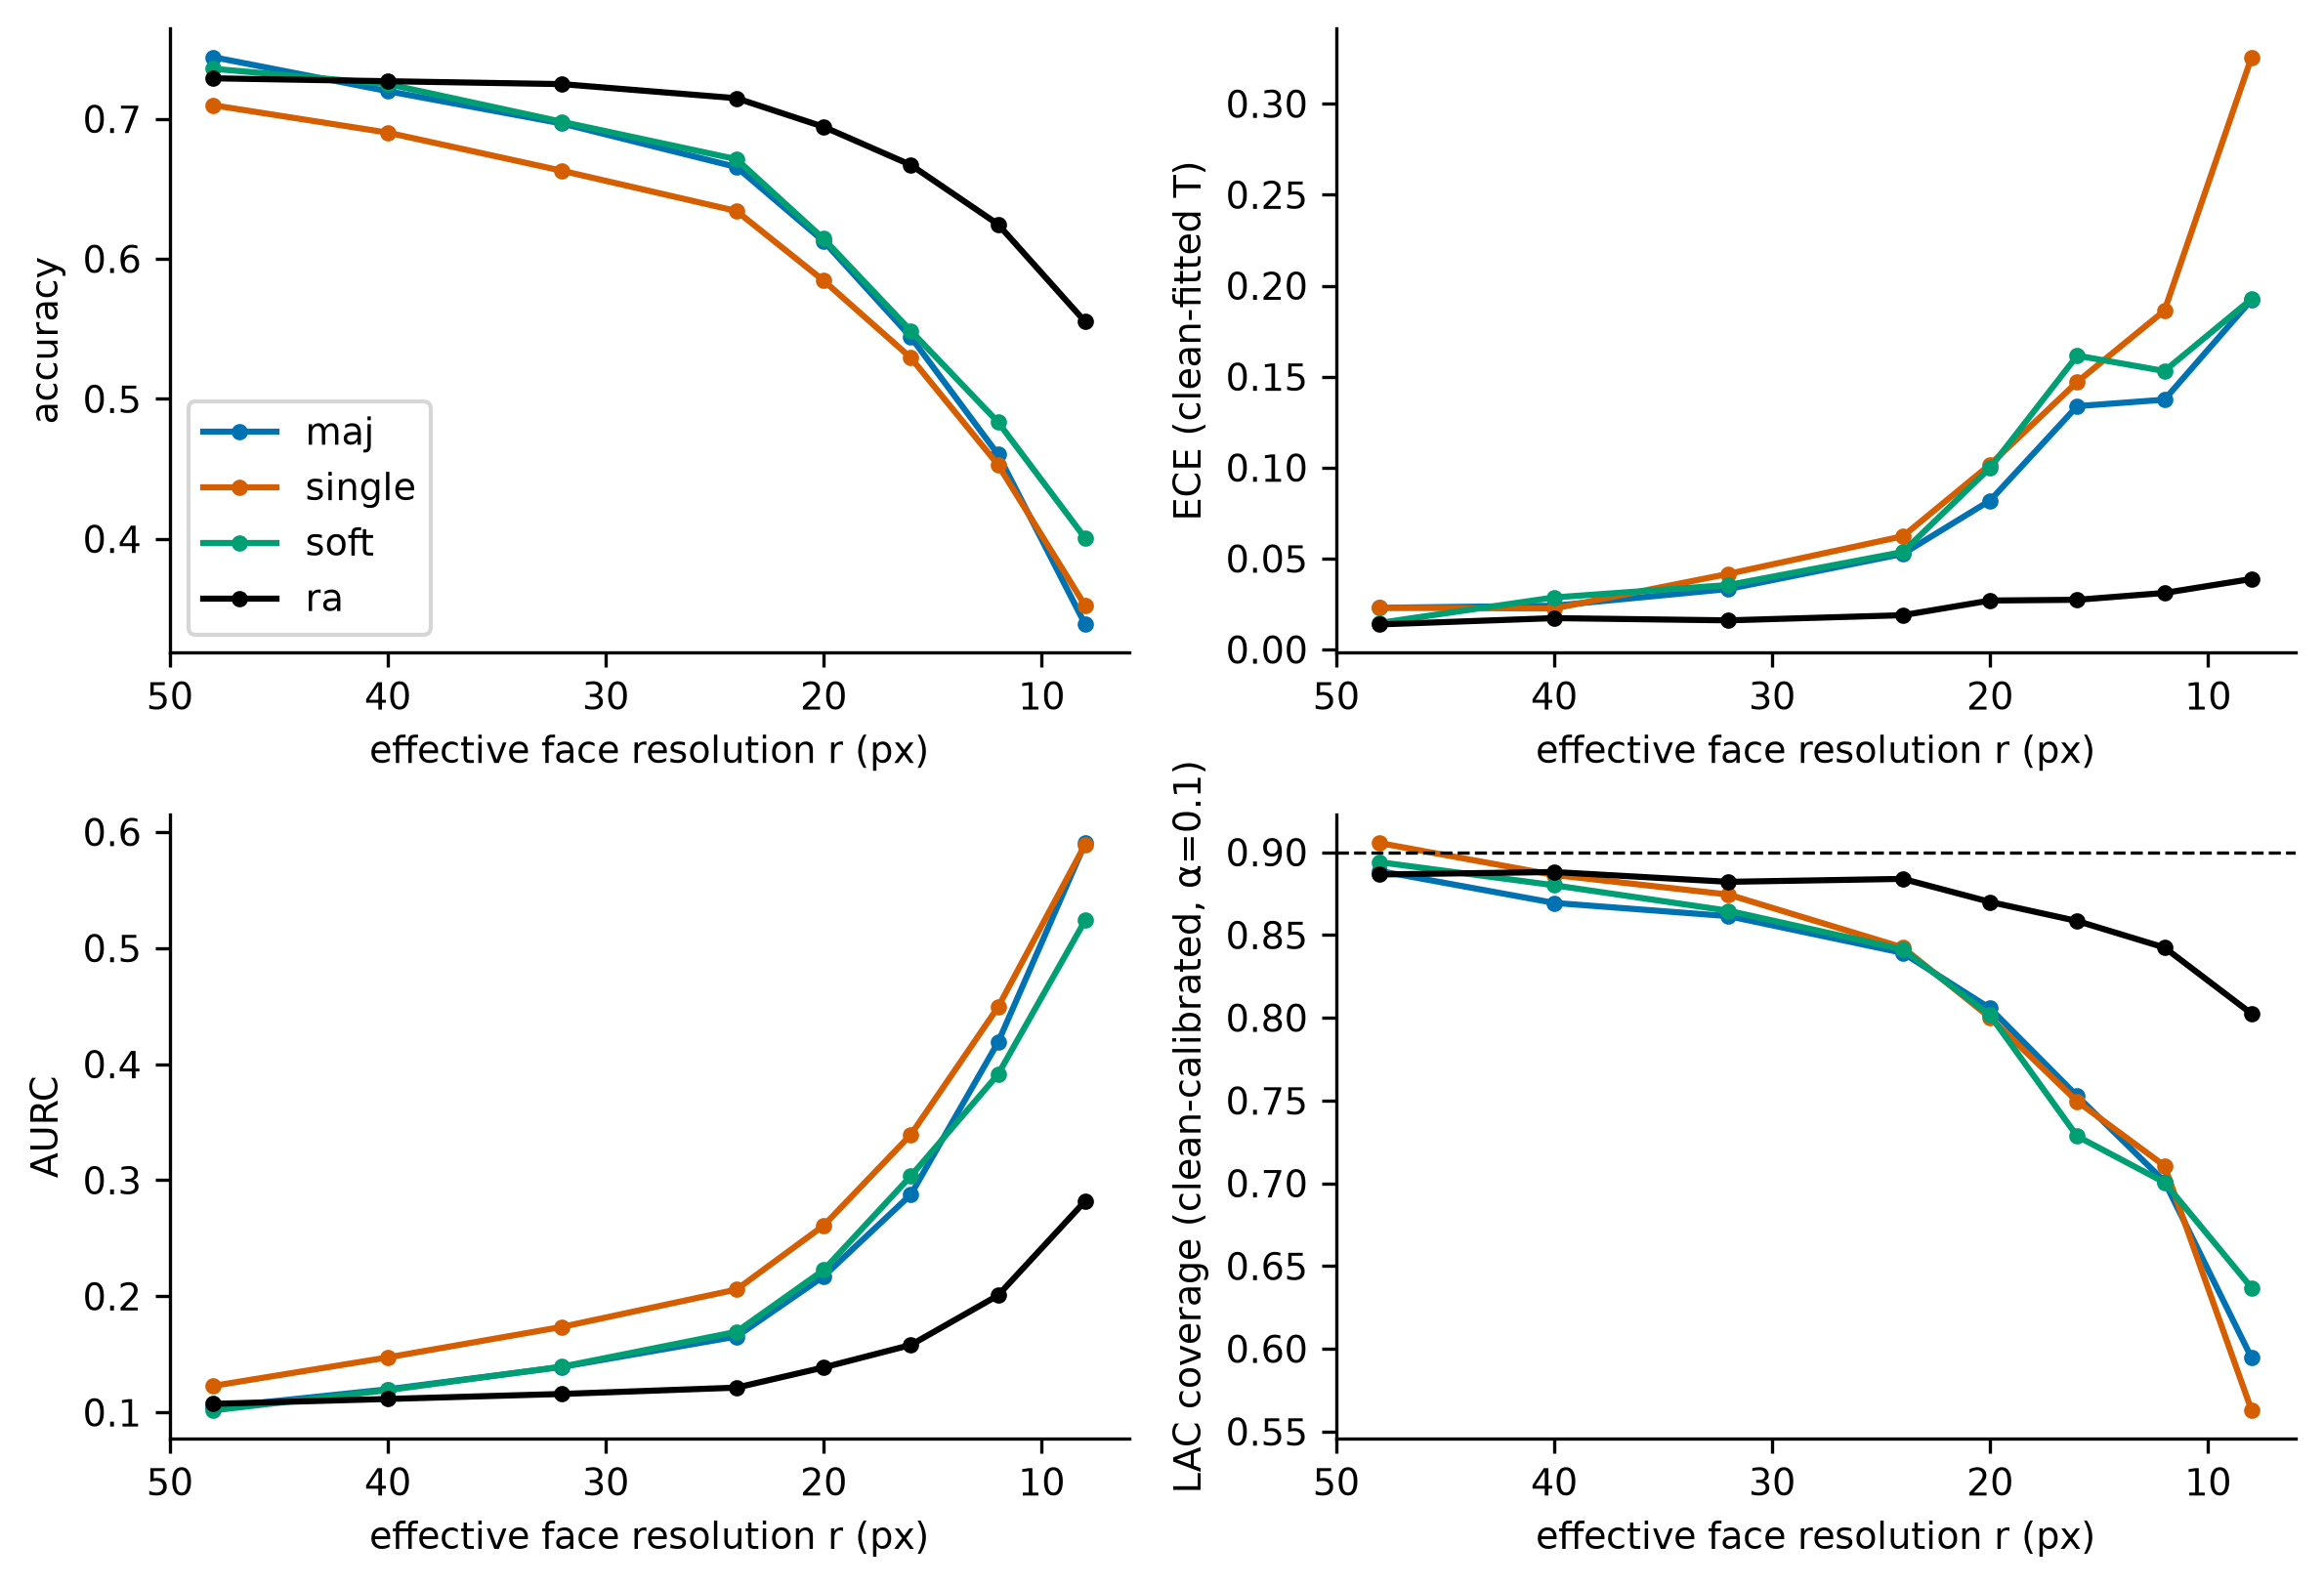 accuracy
0.7
0.6
0.5
0.4
maj
single
soft
ra
50 40 30 20 10
effective face resolution r (px)
ECE (clean-fitted T)
0.30
0.25
0.20
0.15
0.10
0.05
0.00
50 40 30 20 10
effective face resolution r (px)
AURC
0.6
0.5
0.4
0.3
0.2
0.1
50 40 30 20 10
effective face resolution r (px)
LAC coverage (clean-calibrated, α=0.1)
0.90
0.85
0.80
0.75
0.70
0.65
0.60
0.55
50 40 30 20 10
effective face resolution r (px)